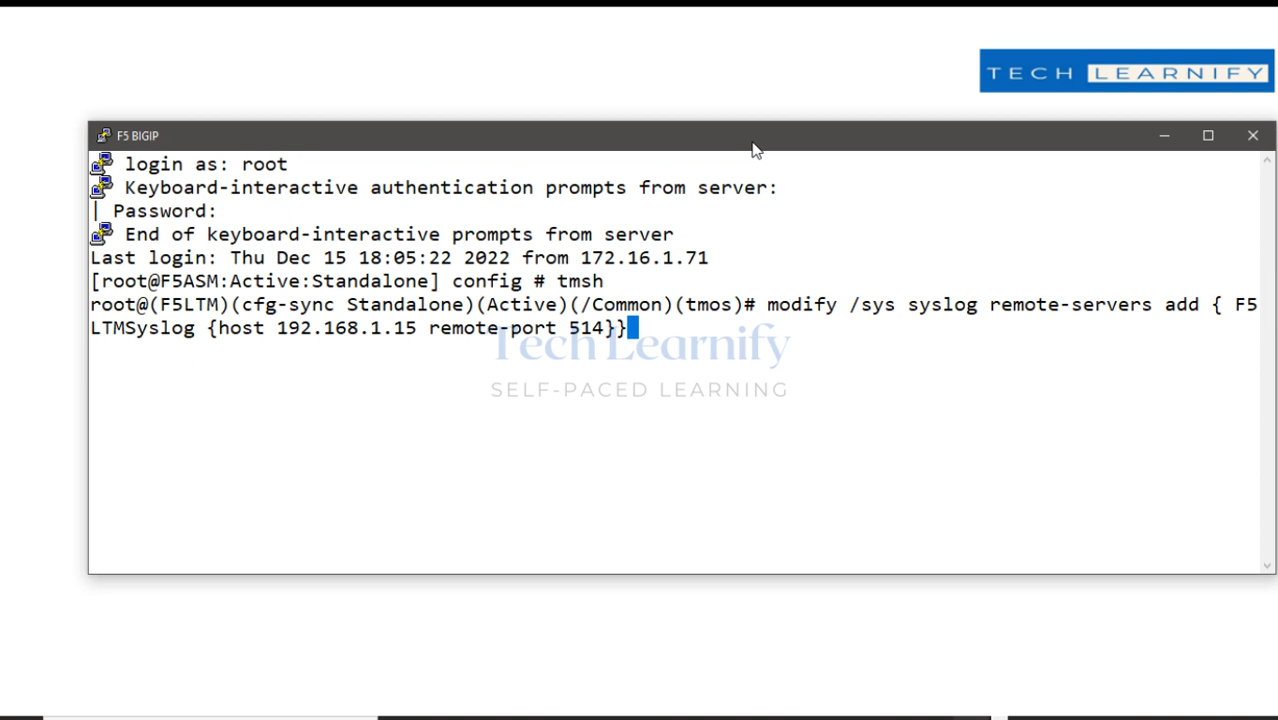 TECH LEARNIFY
F5 BIGIP
login as: root
Keyboard-interactive authentication prompts from server:
| Password:
End of keyboard-interactive prompts from server
Last login: Thu Dec 15 18:05:22 2022 from 172.16.1.71
[root@F5ASM:Active:Standalone] config # tmsh
root@(F5LTM)(cfg-sync Standalone)(Active)(/Common)(tmos)# modify /sys syslog remote-servers add { F5
LTMSyslog {host 192.168.1.15 remote-port 514}}
Tech Learnify
SELF-PACED LEARNING